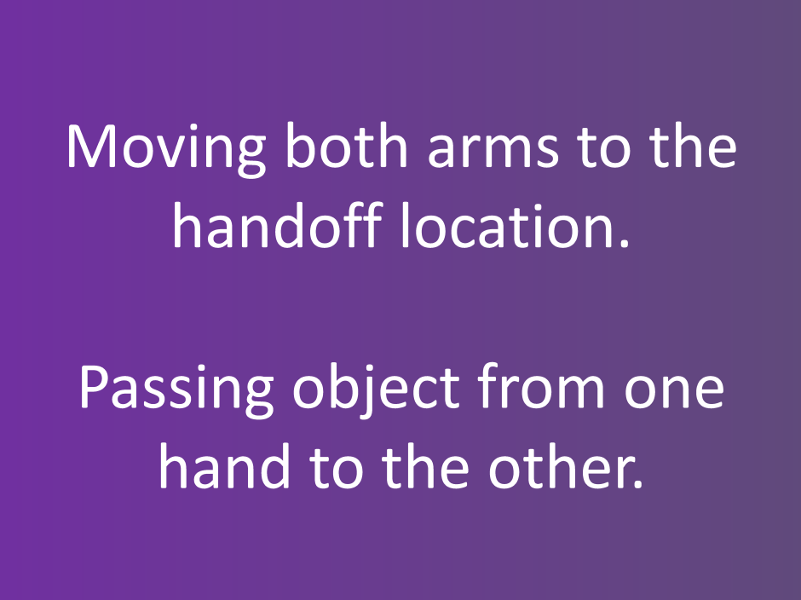 Moving both arms to the
handoff location.
Passing object from one
hand to the other.